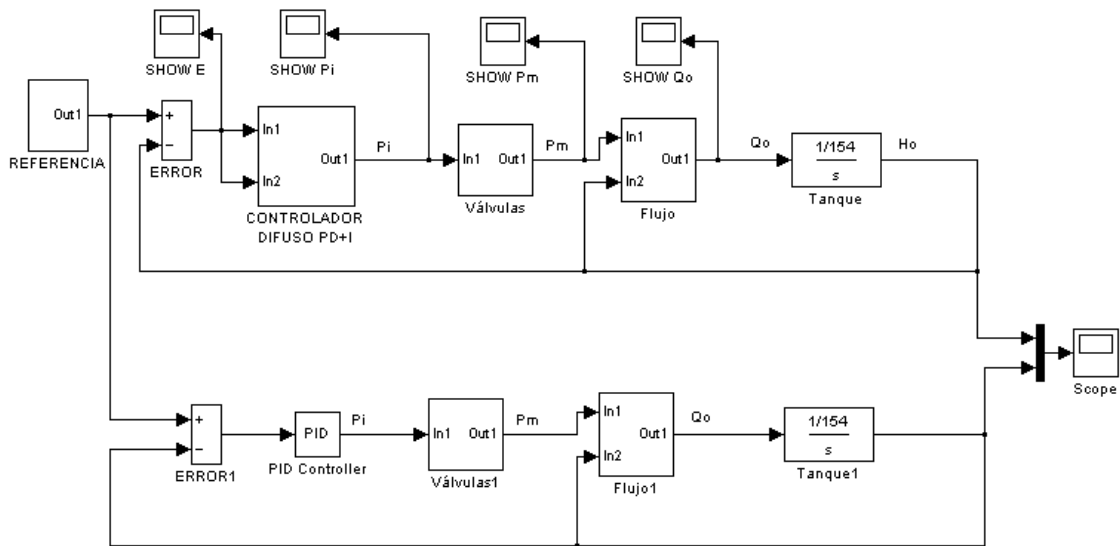 SHOW E
SHOW Pi
SHOW Pm
SHOW Qo
Out1
REFERENCIA
+
−
ERROR
In1
In2
Out1
CONTROLADOR
DIFUSO PD+I
Pi
In1
Out1
Válvulas
Pm
In1
In2
Out1
Flujo
Qo
1/154
s
Tanque
Ho
Scope
+
−
ERROR1
PID
PID Controller
Pi
In1
Out1
Válvulas1
Pm
In1
In2
Out1
Flujo1
Qo
1/154
s
Tanque1